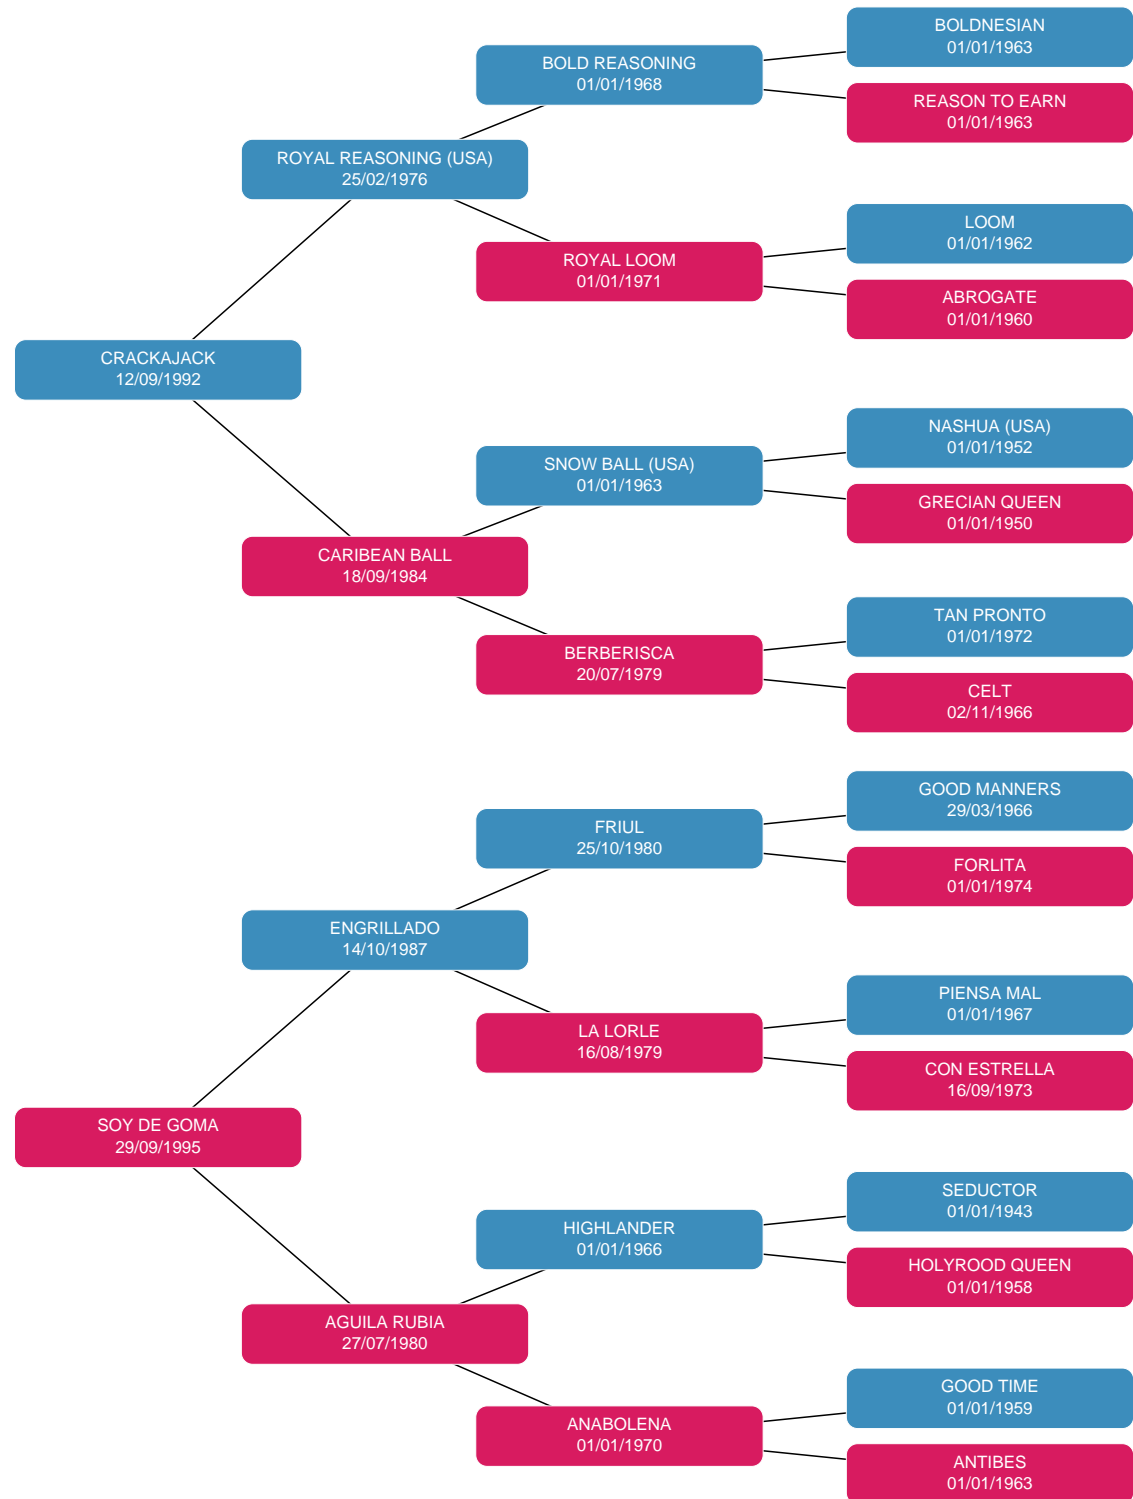 BOLDNESIAN
01/01/1963
BOLD REASONING
01/01/1968
REASON TO EARN
01/01/1963
ROYAL REASONING (USA)
25/02/1976
LOOM
01/01/1962
ROYAL LOOM
01/01/1971
ABROGATE
01/01/1960
CRACKAJACK
12/09/1992
NASHUA (USA)
01/01/1952
SNOW BALL (USA)
01/01/1963
GRECIAN QUEEN
01/01/1950
CARIBEAN BALL
18/09/1984
TAN PRONTO
01/01/1972
BERBERISCA
20/07/1979
CELT
02/11/1966
GOOD MANNERS
29/03/1966
FRIUL
25/10/1980
FORLITA
01/01/1974
ENGRILLADO
14/10/1987
PIENSA MAL
01/01/1967
LA LORLE
16/08/1979
CON ESTRELLA
16/09/1973
SOY DE GOMA
29/09/1995
SEDUCTOR
01/01/1943
HIGHLANDER
01/01/1966
HOLYROOD QUEEN
01/01/1958
AGUILA RUBIA
27/07/1980
GOOD TIME
01/01/1959
ANABOLENA
01/01/1970
ANTIBES
01/01/1963